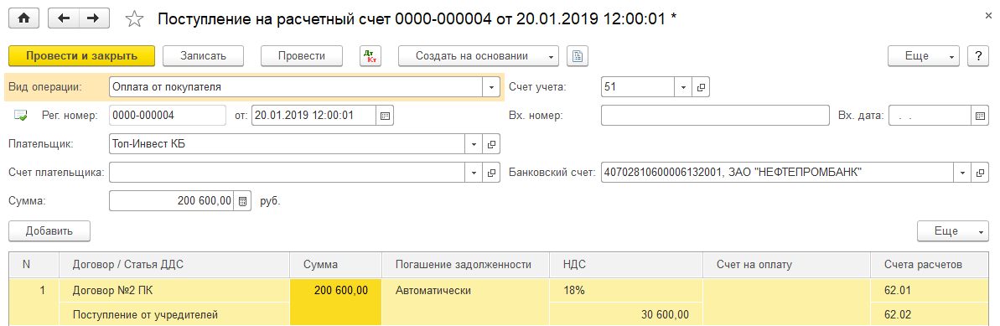 Поступление на расчетный счет 0000-000004 от 20.01.2019 12:00:01 *
Провести и закрыть Записать Провести Дт Кт Создать на основании Еще ?
Вид операции: Оплата от покупателя Счет учета: 51
Рег. номер: 0000-000004 от: 20.01.2019 12:00:01 Вх. номер: Вх. дата: . .
Плательщик: Топ-Инвест КБ
Счет плательщика: Банковский счет: 40702810600006132001, ЗАО "НЕФТЕПРОМБАНК"
Сумма: 200 600,00 руб.
Добавить Еще
N Договор / Статья ДДС Сумма Погашение задолженности НДС Счет на оплату Счета расчетов
1 Договор №2 ПК 200 600,00 Автоматически 18% 62.01
Поступление от учредителей 30 600,00 62.02